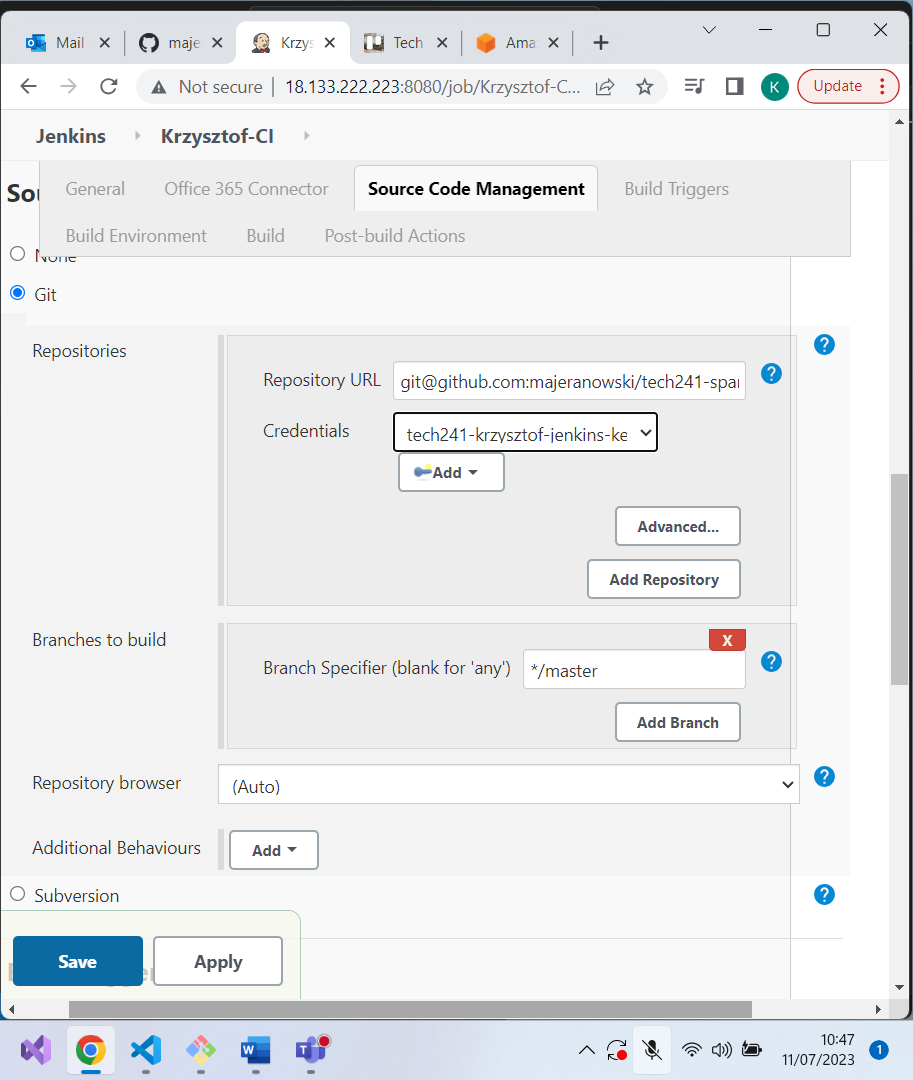 Mail
maje
Krzys
Tech
Ama
Not secure
18.133.222.223:8080/job/Krzysztof-C...
K
Update
Jenkins
Krzysztof-CI
Sou
General
Office 365 Connector
Source Code Management
Build Triggers
Build Environment
Build
Post-build Actions
None
Git
Repositories
?
Repository URL
git@github.com:majeranowski/tech241-spar
?
Credentials
tech241-krzysztof-jenkins-ke
Add
Advanced...
Add Repository
Branches to build
X
Branch Specifier (blank for 'any')
*/master
?
Add Branch
Repository browser
(Auto)
?
Additional Behaviours
Add
Subversion
?
Save
Apply
W
T
10:47
11/07/2023
1